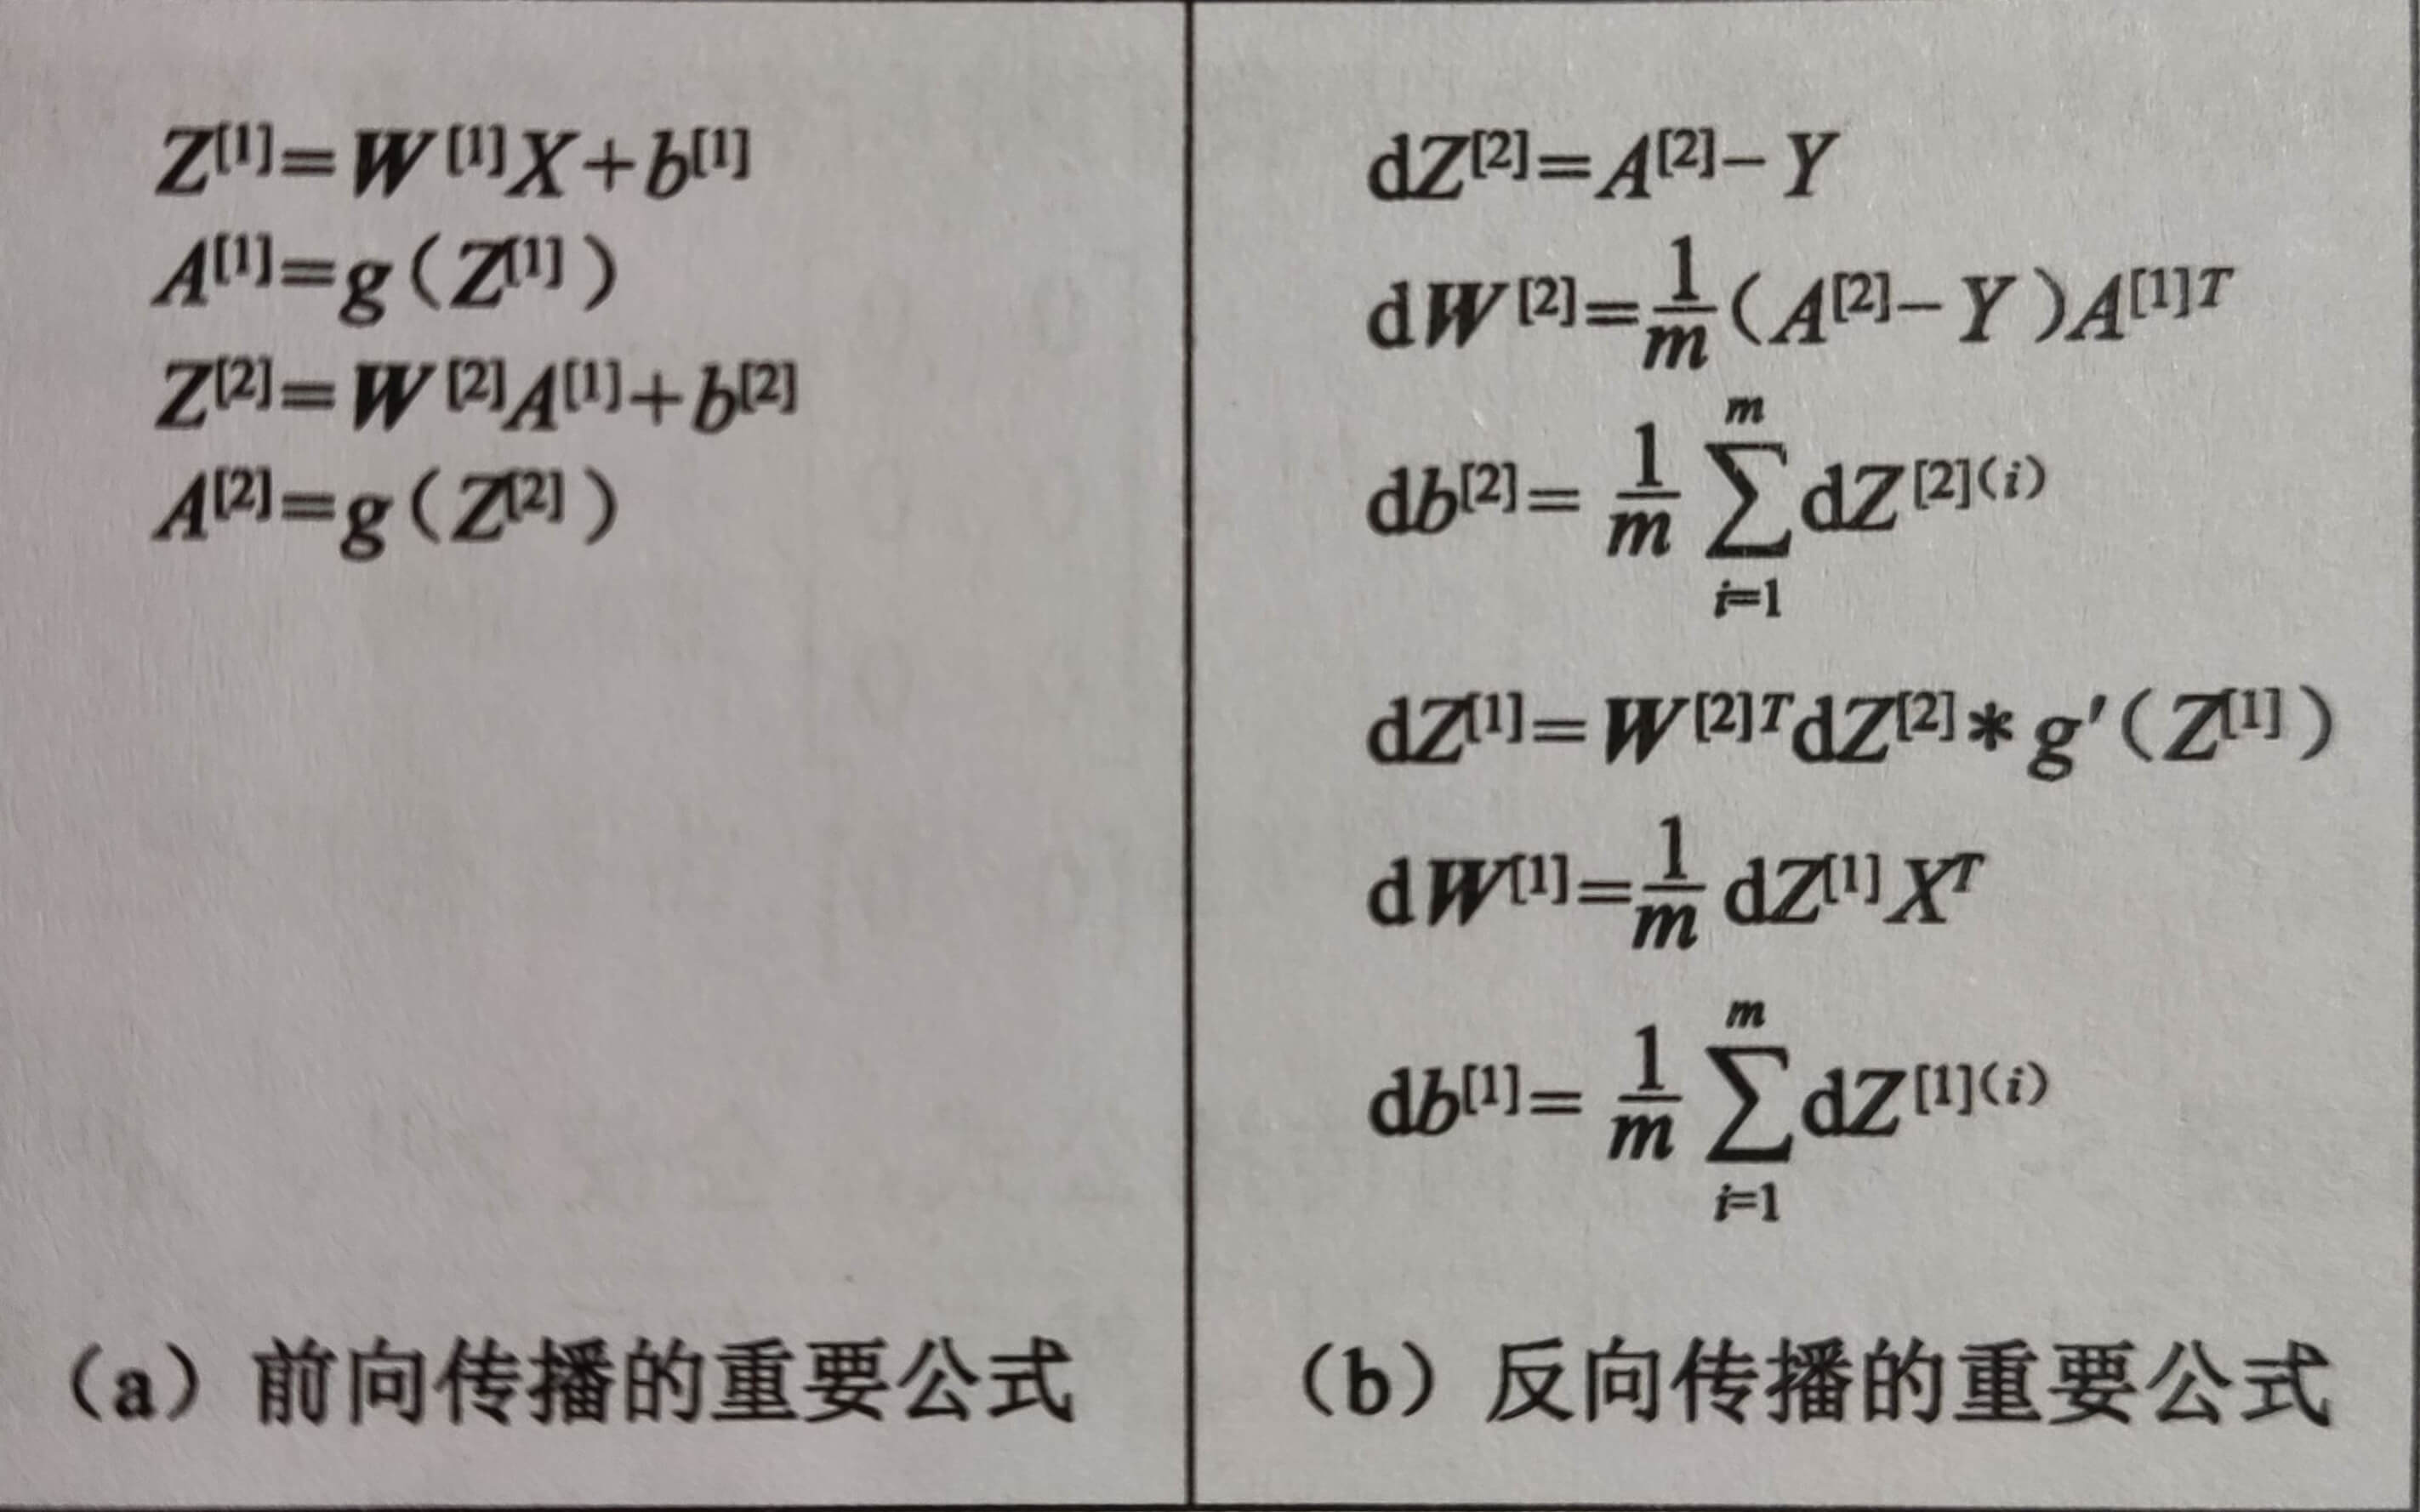 Z^{[1]}=W^{[1]}X+b^{[1]}
A^{[1]}=g(Z^{[1]})
Z^{[2]}=W^{[2]}A^{[1]}+b^{[2]}
A^{[2]}=g(Z^{[2]})
(a)前向传播的重要公式
dZ^{[2]}=A^{[2]}-Y
dW^{[2]}=\frac{1}{m}(A^{[2]}-Y)A^{[1]T}
db^{[2]}=\frac{1}{m}\sum_{i=1}^{m}dZ^{[2](i)}
dZ^{[1]}=W^{[2]T}dZ^{[2]}*g'(Z^{[1]})
dW^{[1]}=\frac{1}{m}dZ^{[1]}X^{T}
db^{[1]}=\frac{1}{m}\sum_{i=1}^{m}dZ^{[1](i)}
(b)反向传播的重要公式